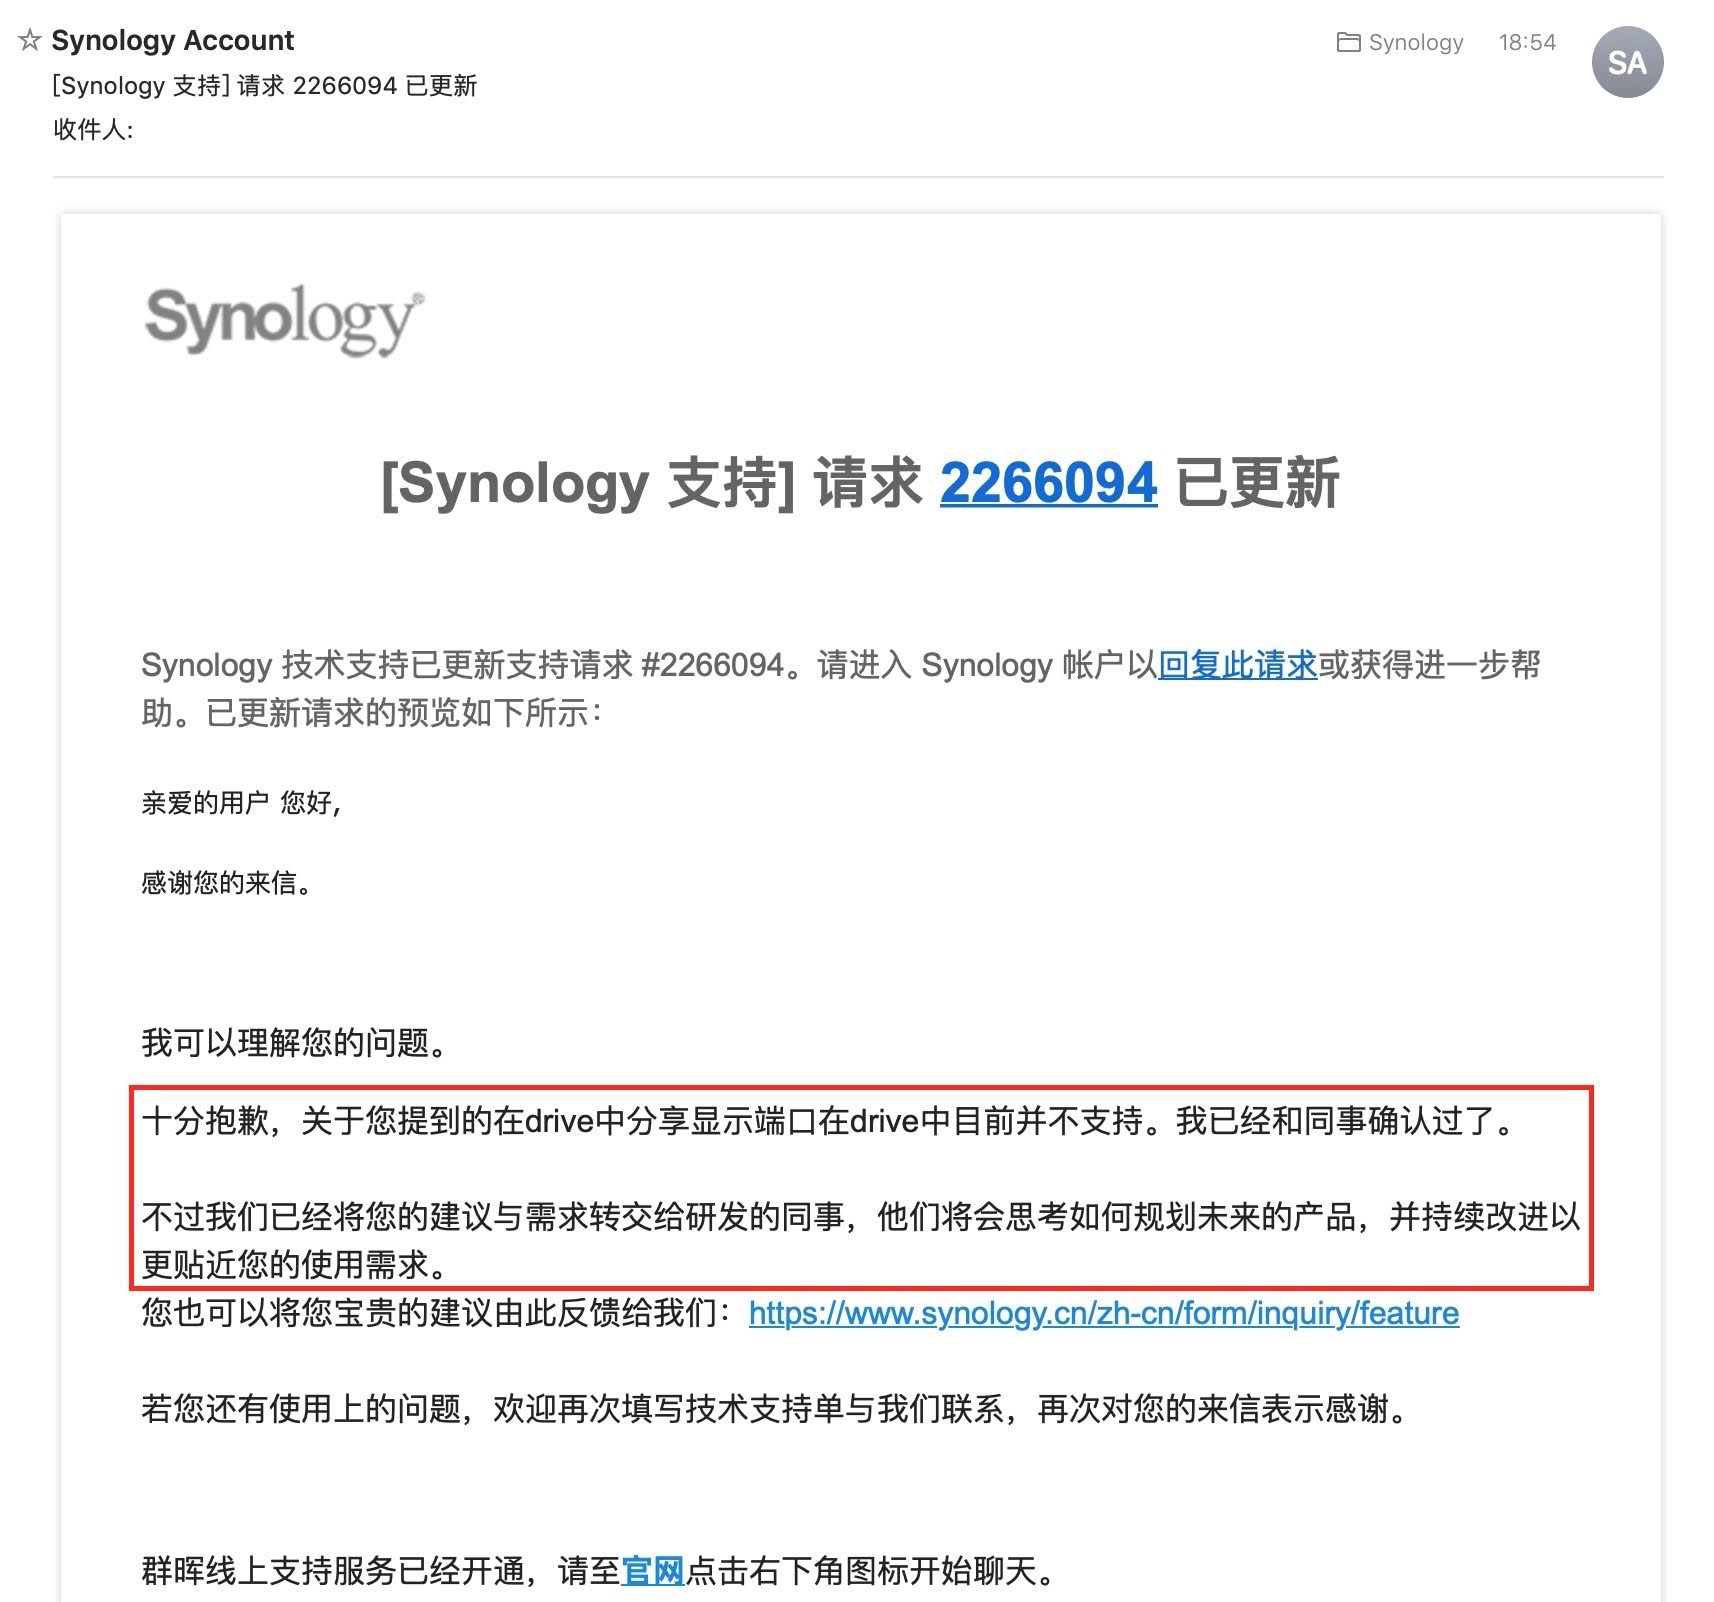 Synology Account
Synology 18:54
SA
[Synology 支持] 请求 2266094 已更新
收件人:
Synology®
[Synology 支持] 请求 2266094 已更新
Synology 技术支持已更新支持请求 #2266094。请进入 Synology 帐户以回复此请求或获得进一步帮
助。已更新请求的预览如下所示：
亲爱的用户 您好,
感谢您的来信。
我可以理解您的问题。
十分抱歉，关于您提到的在drive中分享显示端口在drive中目前并不支持。我已经和同事确认过了。
不过我们已经将您的建议与需求转交给研发的同事，他们将会思考如何规划未来的产品，并持续改进以
更贴近您的使用需求。
您也可以将您宝贵的建议由此反馈给我们：https://www.synology.cn/zh-cn/form/inquiry/feature
若您还有使用上的问题，欢迎再次填写技术支持单与我们联系，再次对您的来信表示感谢。
群晖线上支持服务已经开通，请至官网点击右下角图标开始聊天。